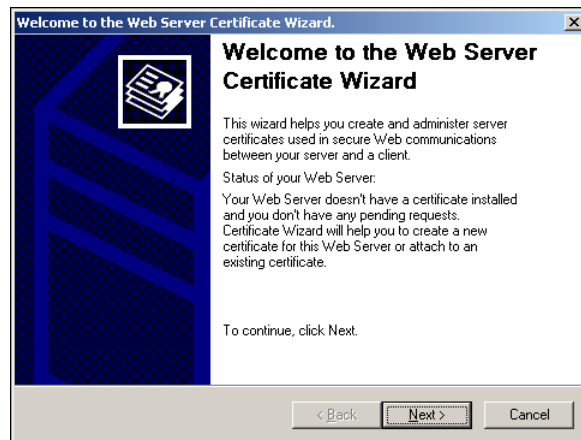 Welcome to the Web Server Certificate Wizard.
Welcome to the Web Server
Certificate Wizard
This wizard helps you create and administer server
certificates used in secure Web communications
between your server and a client.
Status of your Web Server:
Your Web Server doesn't have a certificate installed
and you don't have any pending requests.
Certificate Wizard will help you to create a new
certificate for this Web Server or attach to an
existing certificate.
To continue, click Next.
< Back Next > Cancel